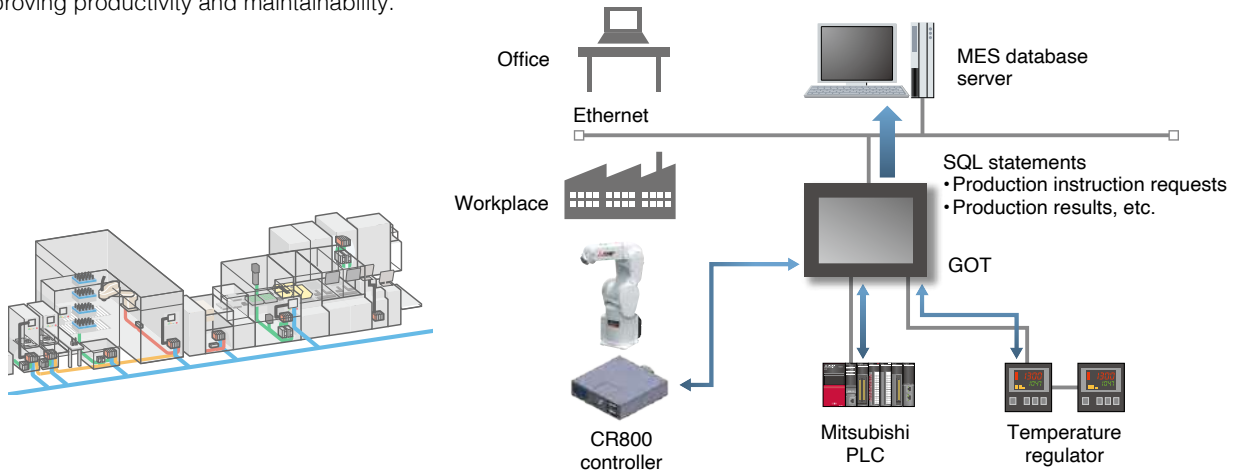 proving productivity and maintainability.
Office
MES database
server
Ethernet
SQL statements
・Production instruction requests
・Production results, etc.
Workplace
GOT
CR800
controller
Mitsubishi
PLC
Temperature
regulator